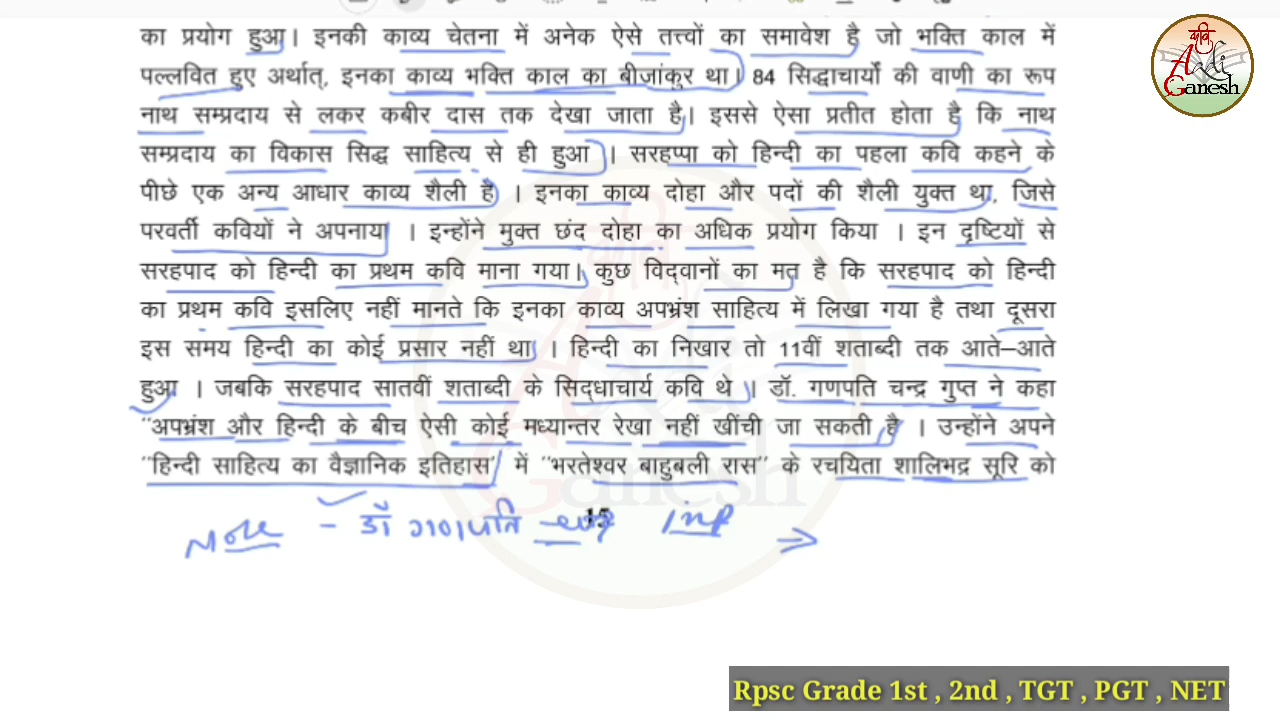 का प्रयोग हुआ। इनकी काव्य चेतना में अनेक ऐसे तत्त्वों का समावेश है जो भक्ति काल में
पल्लवित हुए अर्थात्, इनका काव्य भक्ति काल का बीजांकुर था। 84 सिद्धाचार्यो की वाणी का रूप
नाथ सम्प्रदाय से लकर कबीर दास तक देखा जाता है। इससे ऐसा प्रतीत होता है कि नाथ
सम्प्रदाय का विकास सिद्ध साहित्य से ही हुआ । सरहप्पा को हिन्दी का पहला कवि कहने के
पीछे एक अन्य आधार काव्य शैली है । इनका काव्य दोहा और पदों की शैली युक्त था, जिसे
परवर्ती कवियों ने अपनाया । इन्होंने मुक्त छंद दोहा का अधिक प्रयोग किया । इन दृष्टियों से
सरहपाद को हिन्दी का प्रथम कवि माना गया। कुछ विद्वानों का मत है कि सरहपाद को हिन्दी
का प्रथम कवि इसलिए नहीं मानते कि इनका काव्य अपभ्रंश साहित्य में लिखा गया है तथा दूसरा
इस समय हिन्दी का कोई प्रसार नहीं था । हिन्दी का निखार तो 11वीं शताब्दी तक आते–आते
हुआ । जबकि सरहपाद सातवीं शताब्दी के सिद्धाचार्य कवि थे । डॉ. गणपति चन्द्र गुप्त ने कहा
"अपभ्रंश और हिन्दी के बीच ऐसी कोई मध्यान्तर रेखा नहीं खींची जा सकती है । उन्होंने अपने
"हिन्दी साहित्य का वैज्ञानिक इतिहास" में "भरतेश्वर बाहुबली रास" के रचयिता शालिभद्र सूरि को
Note - डॉ गणपति चन्द्र Imp →
15
कवि Aadi Ganesh
Rpsc Grade 1st , 2nd , TGT , PGT , NET